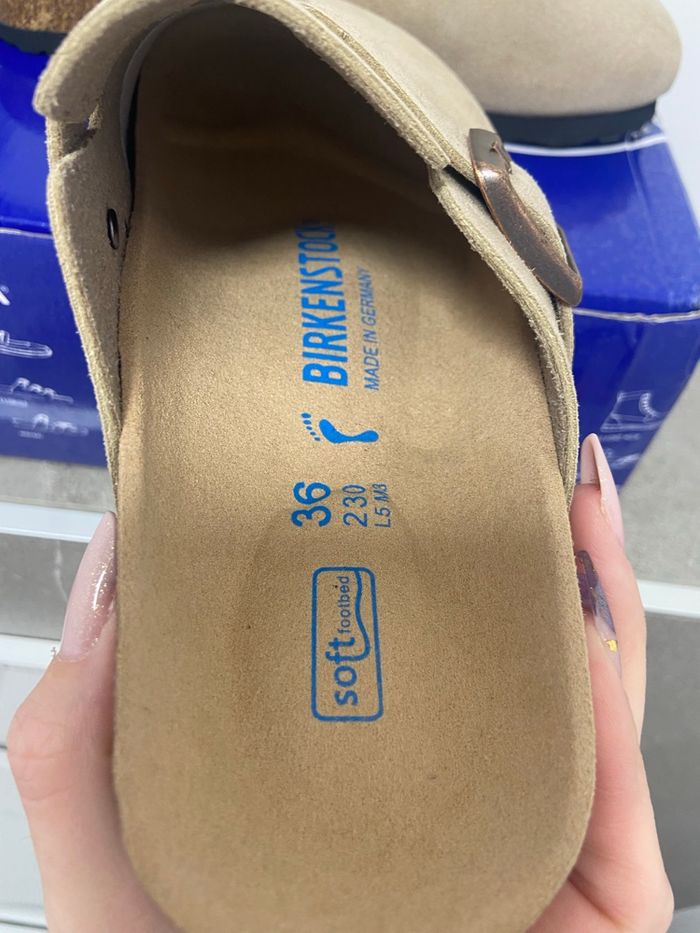 soft footbed
36
230
L5 M3
BIRKENSTOCK
MADE IN GERMANY